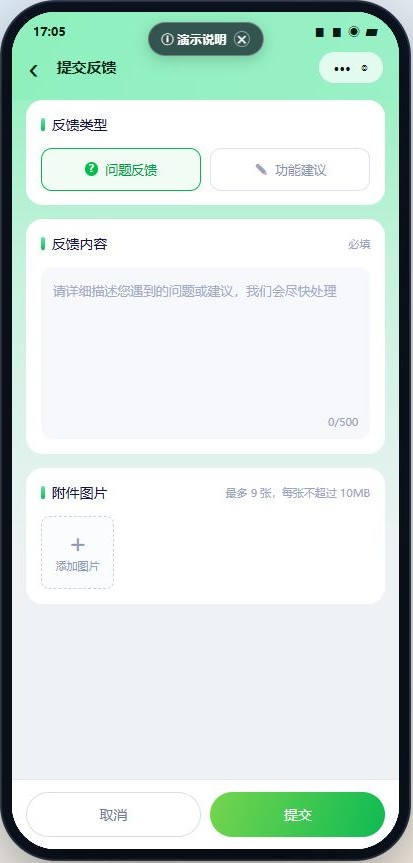 17:05
演示说明
提交反馈
反馈类型
问题反馈
功能建议
反馈内容
必填
请详细描述您遇到的问题或建议，我们会尽快处理
0/500
附件图片
最多 9 张，每张不超过 10MB
添加图片
取消
提交